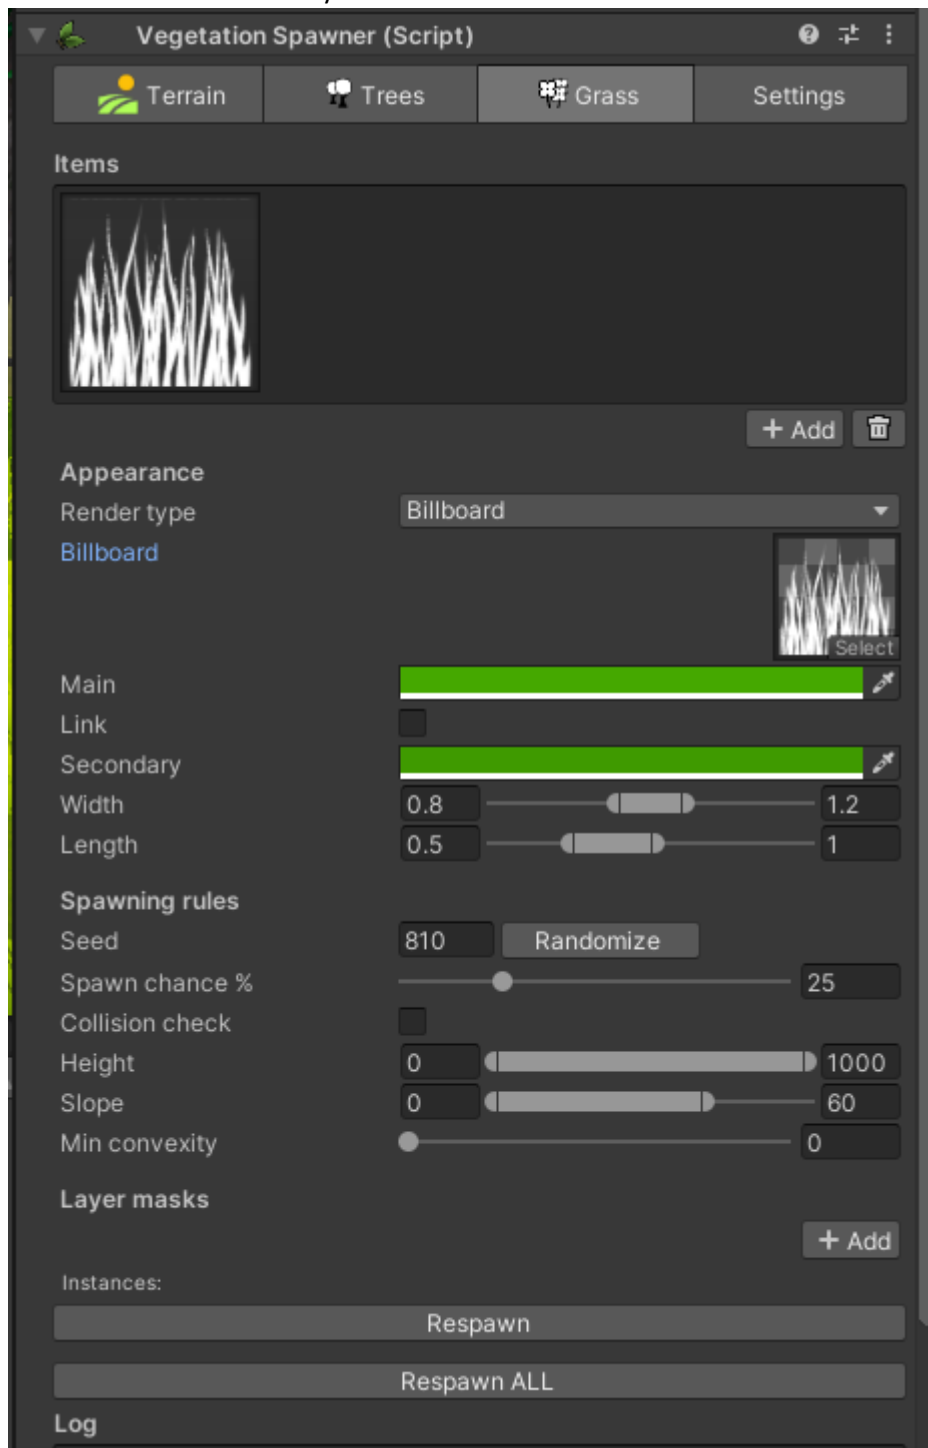 Vegetation Spawner (Script)
Terrain Trees Grass Settings
Items
+ Add
Appearance
Render type Billboard
Billboard
Select
Main
Link
Secondary
Width 0.8 1.2
Length 0.5 1
Spawning rules
Seed 810 Randomize
Spawn chance % 25
Collision check
Height 0 1000
Slope 0 60
Min convexity 0
Layer masks
+ Add
Instances:
Respawn
Respawn ALL
Log